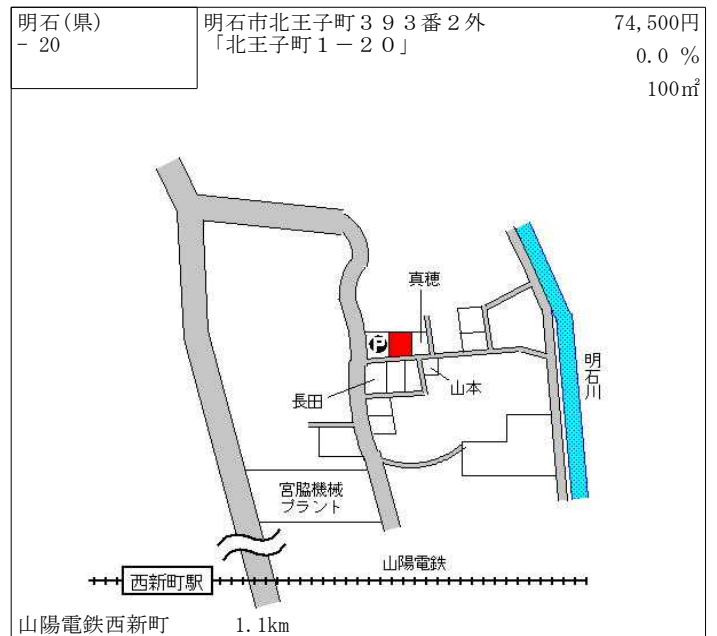 明石(県)
- 20
明石市北王子町３９３番２外
「北王子町１－２０」
74,500円
0.0 %
100㎡
真穂
P
山本
長田
明石川
宮脇機械
プラント
山陽電鉄
西新町駅
山陽電鉄西新町 1.1km